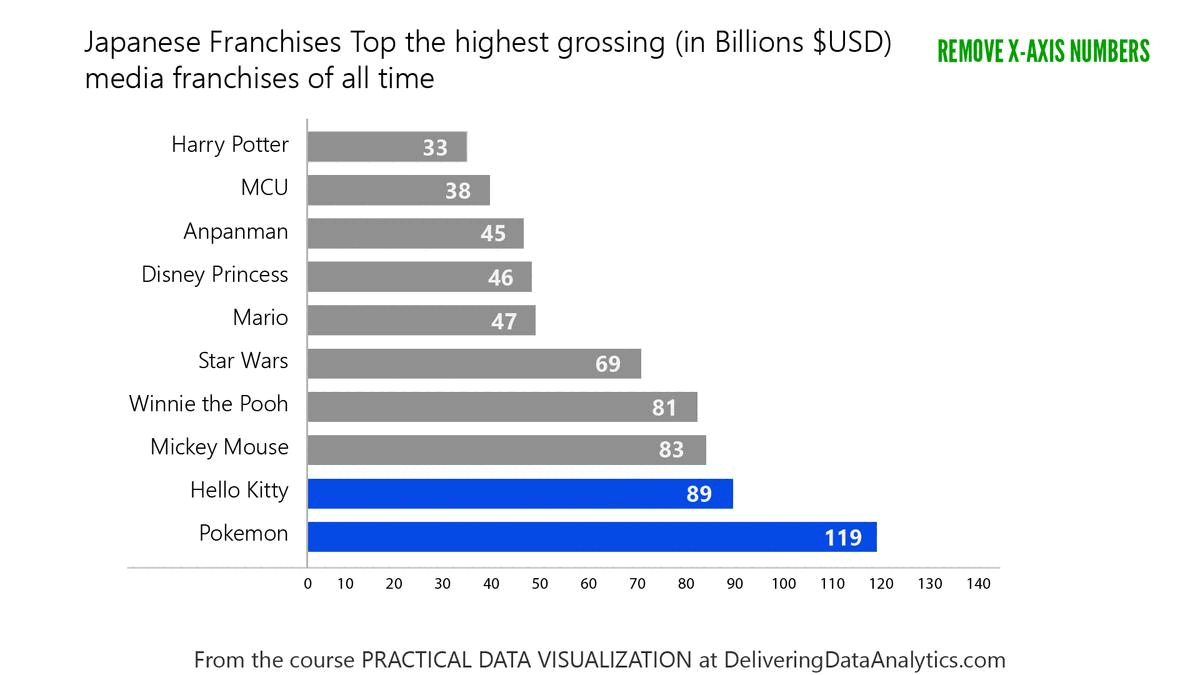 Japanese Franchises Top the highest grossing (in Billions $USD)
media franchises of all time
REMOVE X-AXIS NUMBERS
Harry Potter 33
MCU 38
Anpanman 45
Disney Princess 46
Mario 47
Star Wars 69
Winnie the Pooh 81
Mickey Mouse 83
Hello Kitty 89
Pokemon 119
0 10 20 30 40 50 60 70 80 90 100 110 120 130 140
From the course PRACTICAL DATA VISUALIZATION at DeliveringDataAnalytics.com